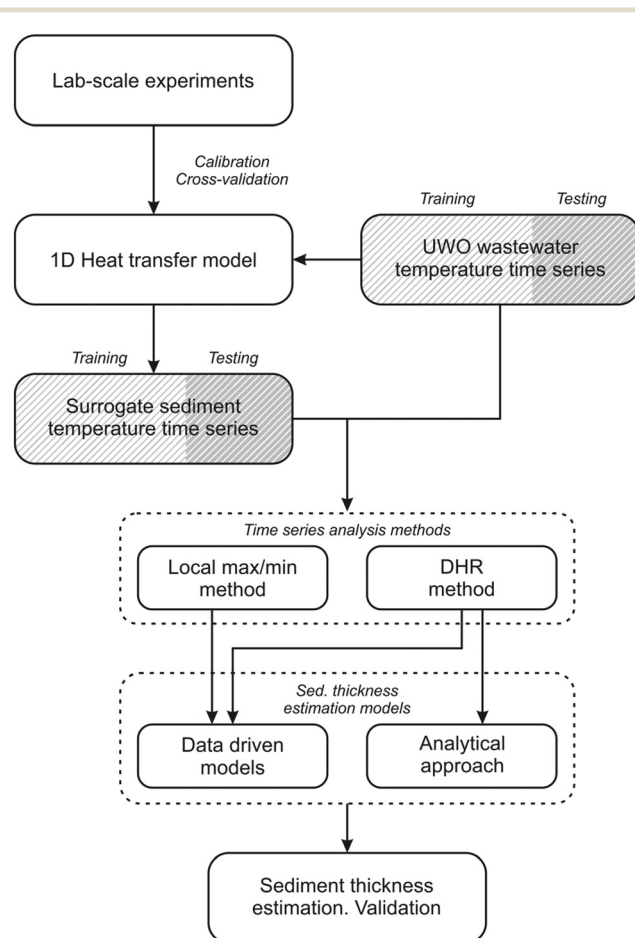 Lab-scale experiments
Calibration
Cross-validation
Training
Testing
1D Heat transfer model
UWO wastewater
temperature time series
Training
Testing
Surrogate sediment
temperature time series
Time series analysis methods
Local max/min
method
DHR
method
Sed. thickness
estimation models
Data driven
models
Analytical
approach
Sediment thickness
estimation. Validation